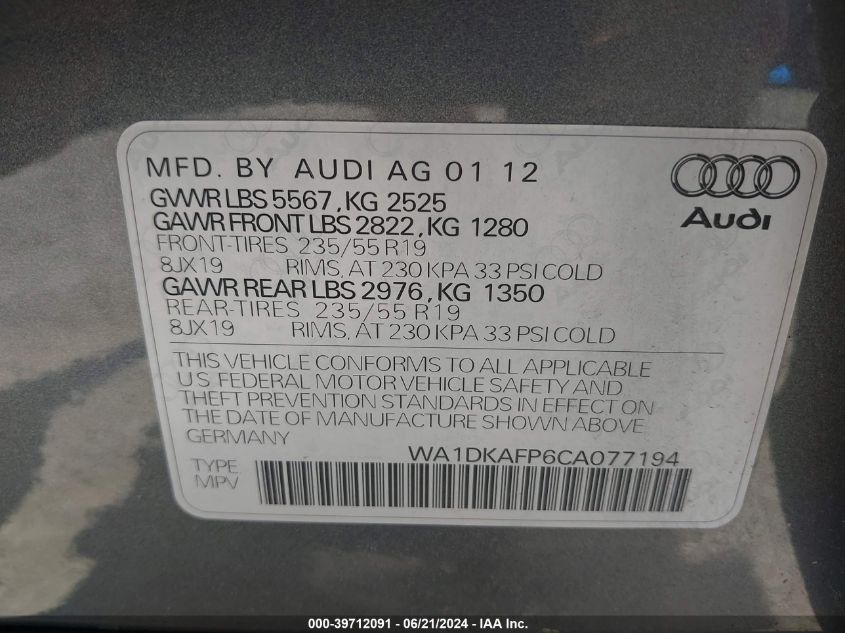 MFD. BY AUDI AG 01 12
Audi
GVWR LBS 5567, KG 2525
GAWR FRONT LBS 2822, KG 1280
FRONT-TIRES 235/55 R19
8JX19 RIMS, AT 230 KPA 33 PSI COLD
GAWR REAR LBS 2976, KG 1350
REAR-TIRES 235/55 R19
8JX19 RIMS, AT 230 KPA 33 PSI COLD
THIS VEHICLE CONFORMS TO ALL APPLICABLE
U.S. FEDERAL MOTOR VEHICLE SAFETY AND
THEFT PREVENTION STANDARDS IN EFFECT ON
THE DATE OF MANUFACTURE SHOWN ABOVE
GERMANY
WA1DKAFP6CA077194
TYPE
MPV
000-39712091 - 06/21/2024 - IAA Inc.